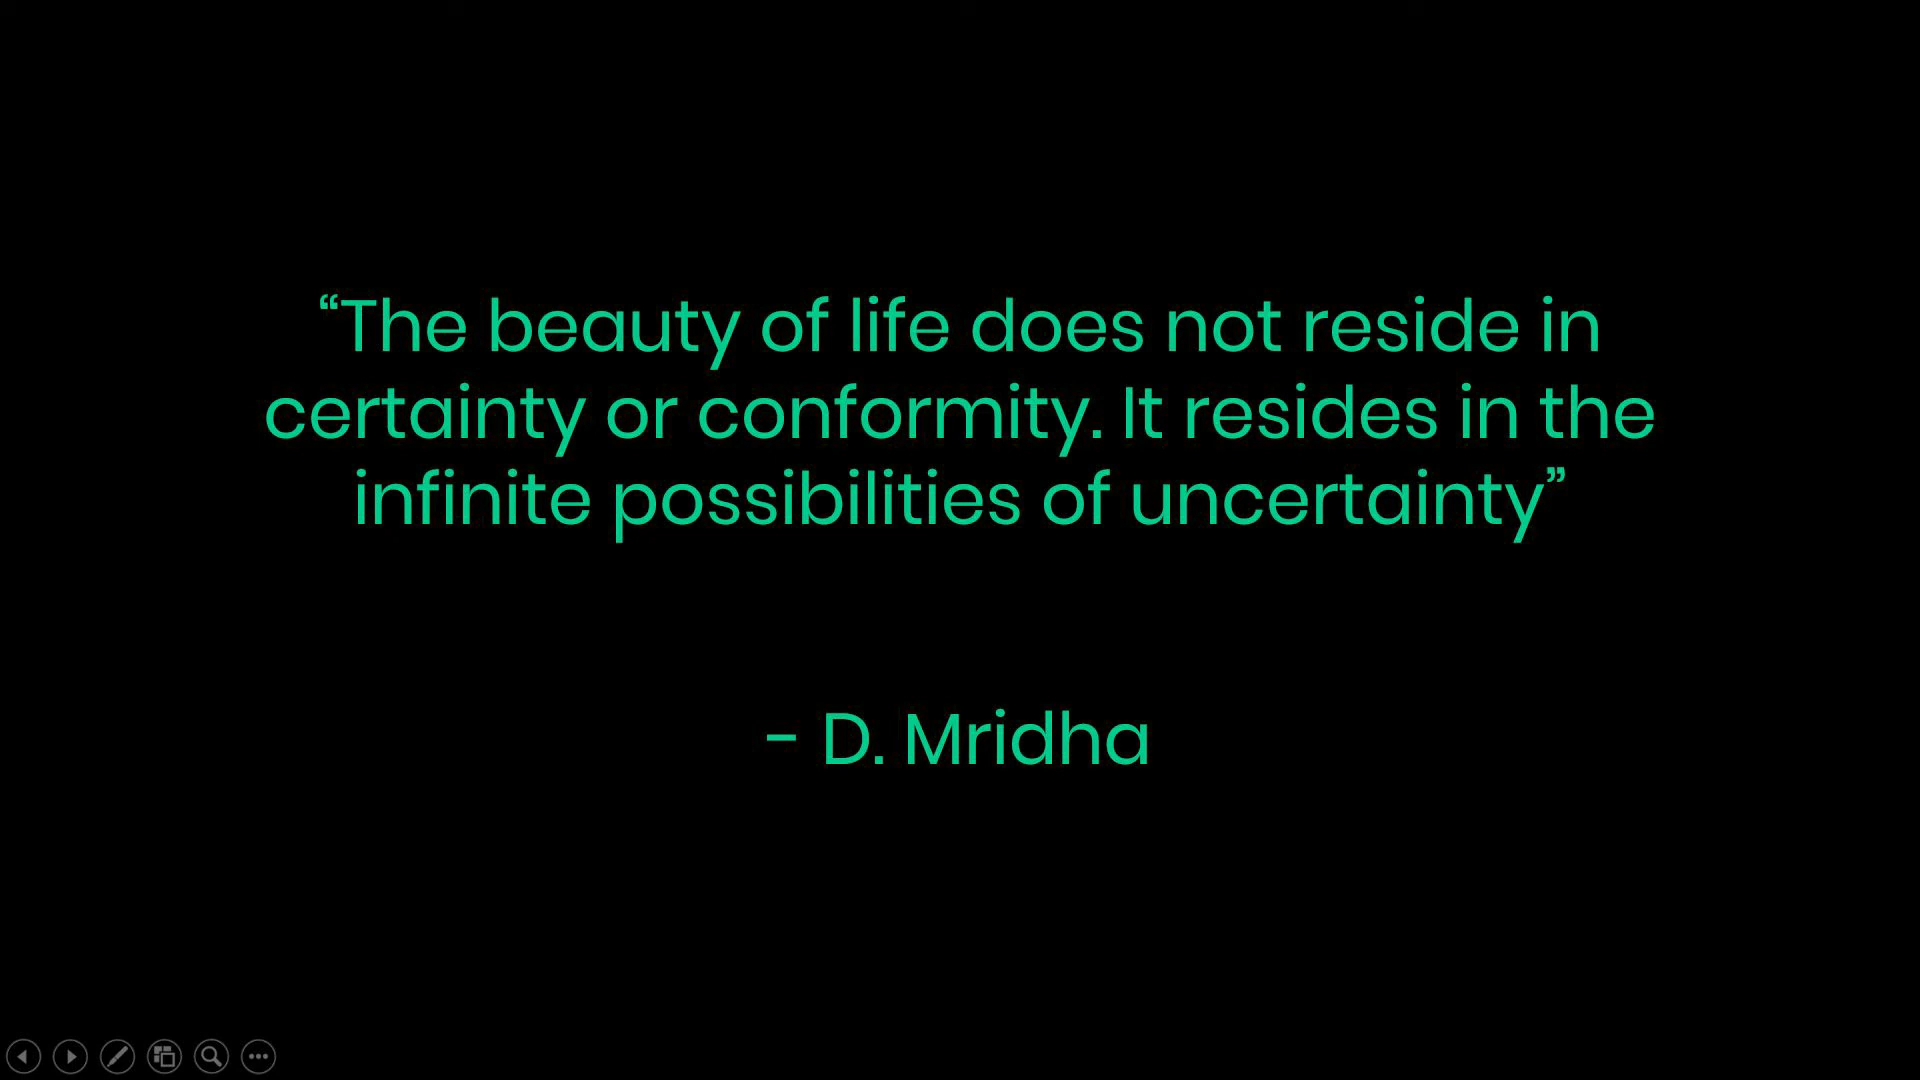 “The beauty of life does not reside in
certainty or conformity. It resides in the
infinite possibilities of uncertainty”
- D. Mridha